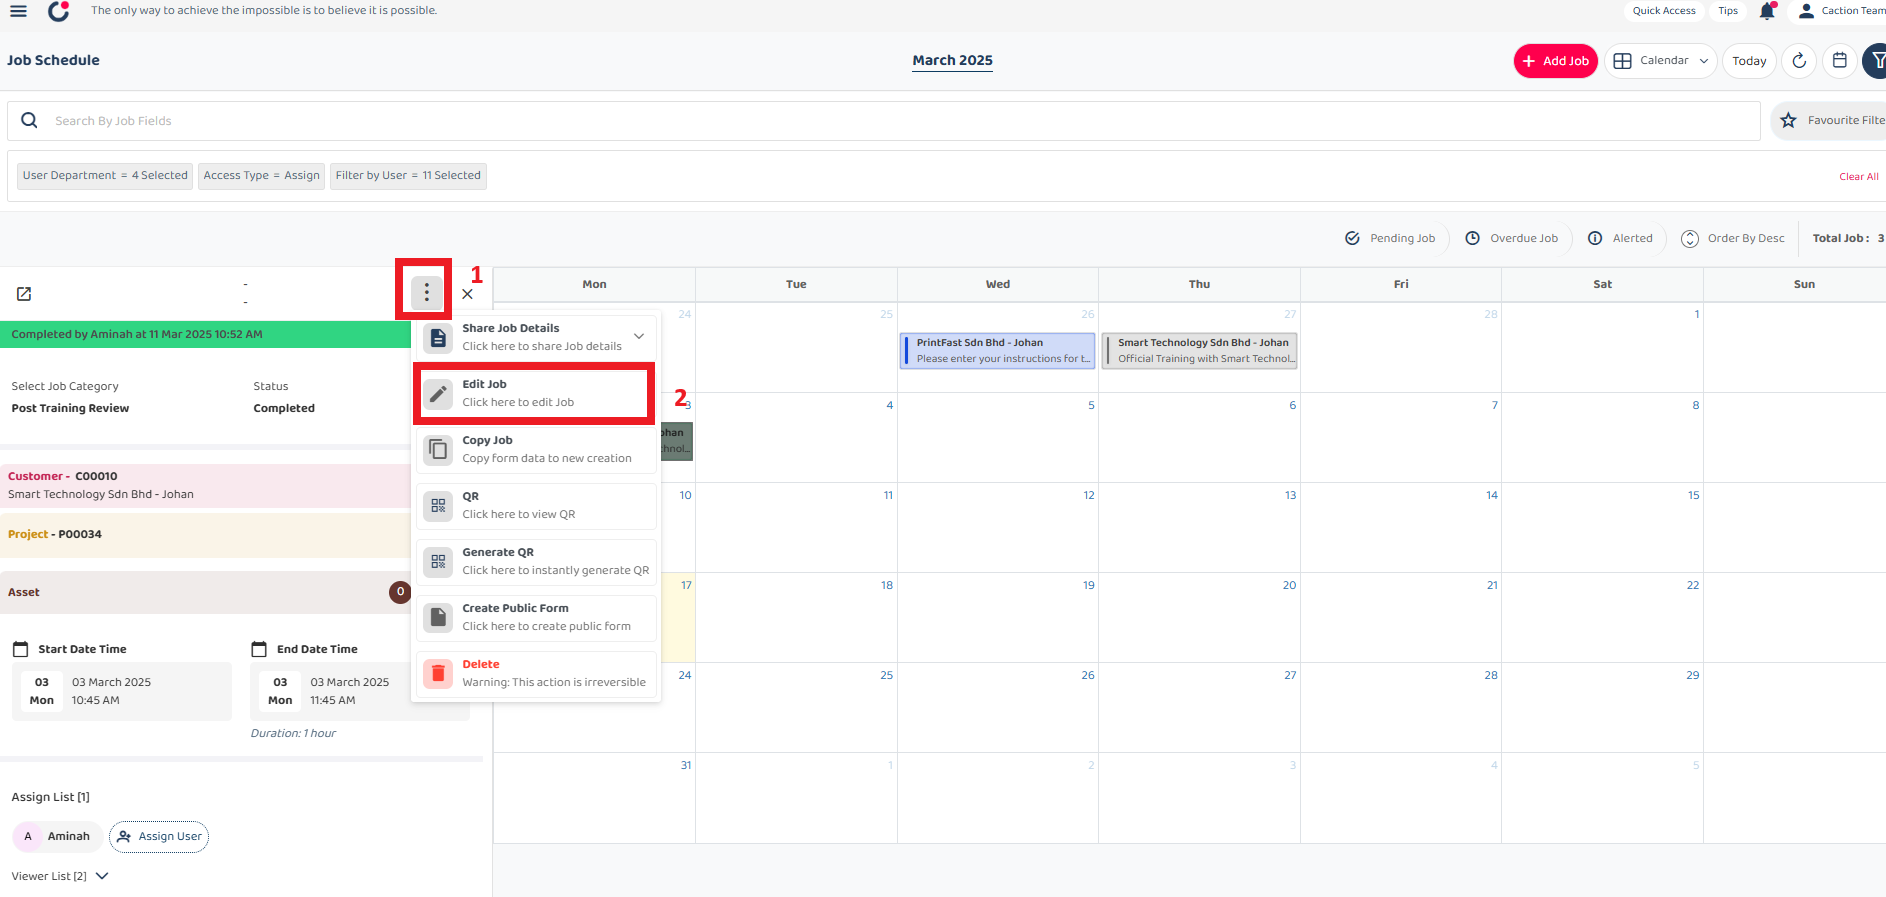 The only way to achieve the impossible is to believe it is possible.
Quick Access
Tips
Caction Team
Job Schedule
March 2025
+ Add Job
Calendar
Today
Search By Job Fields
Favourite Filte
User Department = 4 Selected
Access Type = Assign
Filter by User = 11 Selected
Clear All
Pending Job
Overdue Job
Alerted
Order By Desc
Total Job : 3
-
-
1
Completed by Aminah at 11 Mar 2025 10:52 AM
Select Job Category
Status
Post Training Review
Completed
Customer - C00010
Smart Technology Sdn Bhd - Johan
Project - P00034
Asset
0
Start Date Time
End Date Time
03
Mon
03 March 2025
10:45 AM
03
Mon
03 March 2025
11:45 AM
Duration: 1 hour
Assign List [1]
A
Aminah
Assign User
Viewer List [2]
Share Job Details
Click here to share Job details
Edit Job
Click here to edit Job
2
Copy Job
Copy form data to new creation
QR
Click here to view QR
Generate QR
Click here to instantly generate QR
Create Public Form
Click here to create public form
Delete
Warning: This action is irreversible
Mon Tue Wed Thu Fri Sat Sun
24 25 26 27 28 1
PrintFast Sdn Bhd - Johan
Please enter your instructions for t...
Smart Technology Sdn Bhd - Johan
Official Training with Smart Technol...
3 4 5 6 7 8
ohan
chnol...
10 11 12 13 14 15
17 18 19 20 21 22
24 25 26 27 28 29
31 1 2 3 4 5